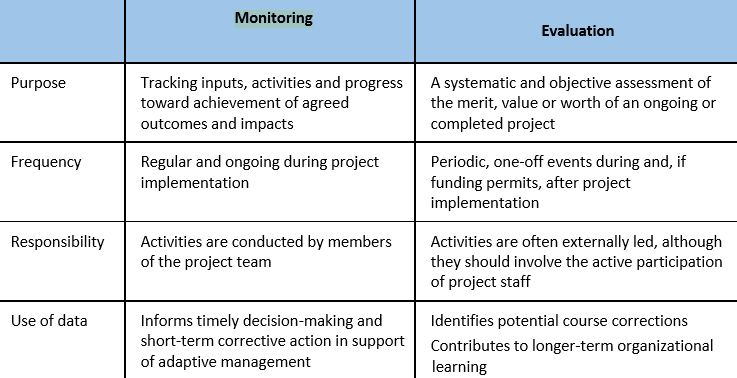 Monitoring
Evaluation
Purpose
Tracking inputs, activities and progress
toward achievement of agreed
outcomes and impacts
A systematic and objective assessment of
the merit, value or worth of an ongoing or
completed project
Frequency
Regular and ongoing during project
implementation
Periodic, one-off events during and, if
funding permits, after project
implementation
Responsibility
Activities are conducted by members
of the project team
Activities are often externally led, although
they should involve the active participation
of project staff
Use of data
Informs timely decision-making and
short-term corrective action in support
of adaptive management
Identifies potential course corrections
Contributes to longer-term organizational
learning